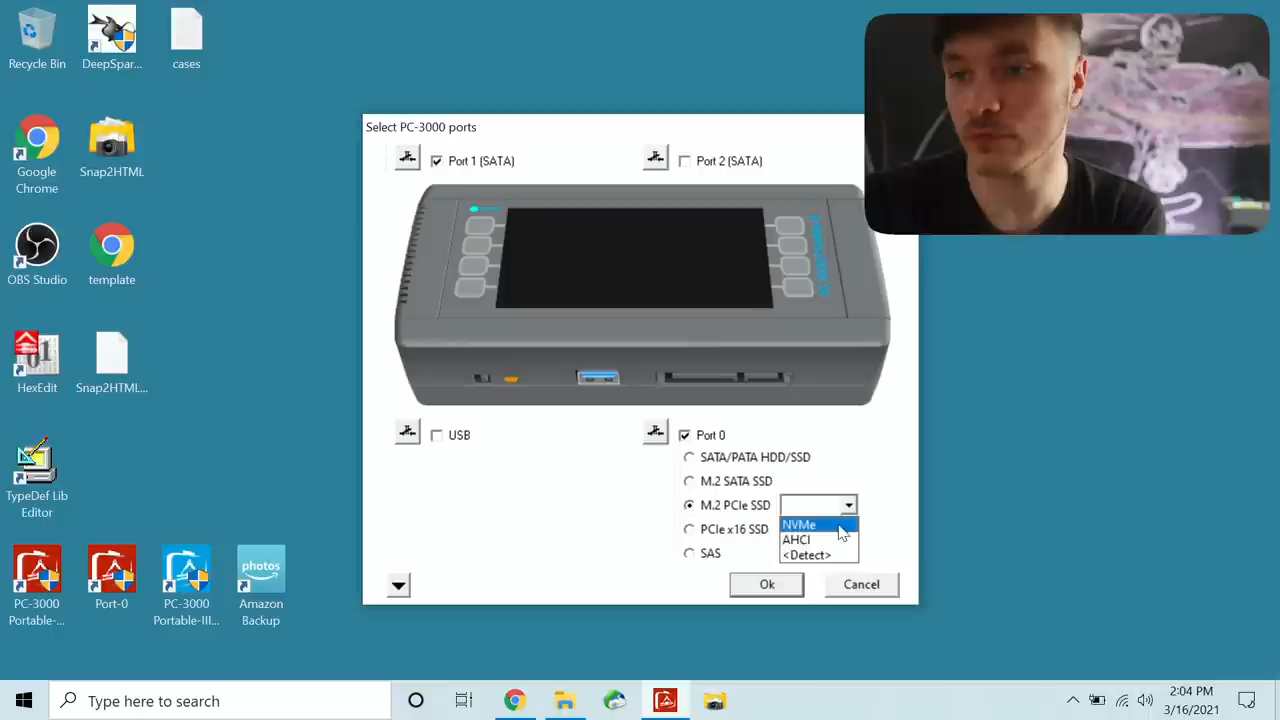 Recycle Bin
DeepSpar...
cases
Google
Chrome
Snap2HTML
OBS Studio
template
HexEdit
Snap2HTML...
TypeDef Lib
Editor
PC-3000
Portable-...
Port-0
PC-3000
Portable-III...
photos
Amazon
Backup
Select PC-3000 ports
Port 1 (SATA)
Port 2 (SATA)
USB
Port 0
SATA/PATA HDD/SSD
M.2 SATA SSD
M.2 PCIe SSD
NVMe
AHCI
<Detect>
PCIe x16 SSD
SAS
Ok
Cancel
Type here to search
2:04 PM
3/16/2021